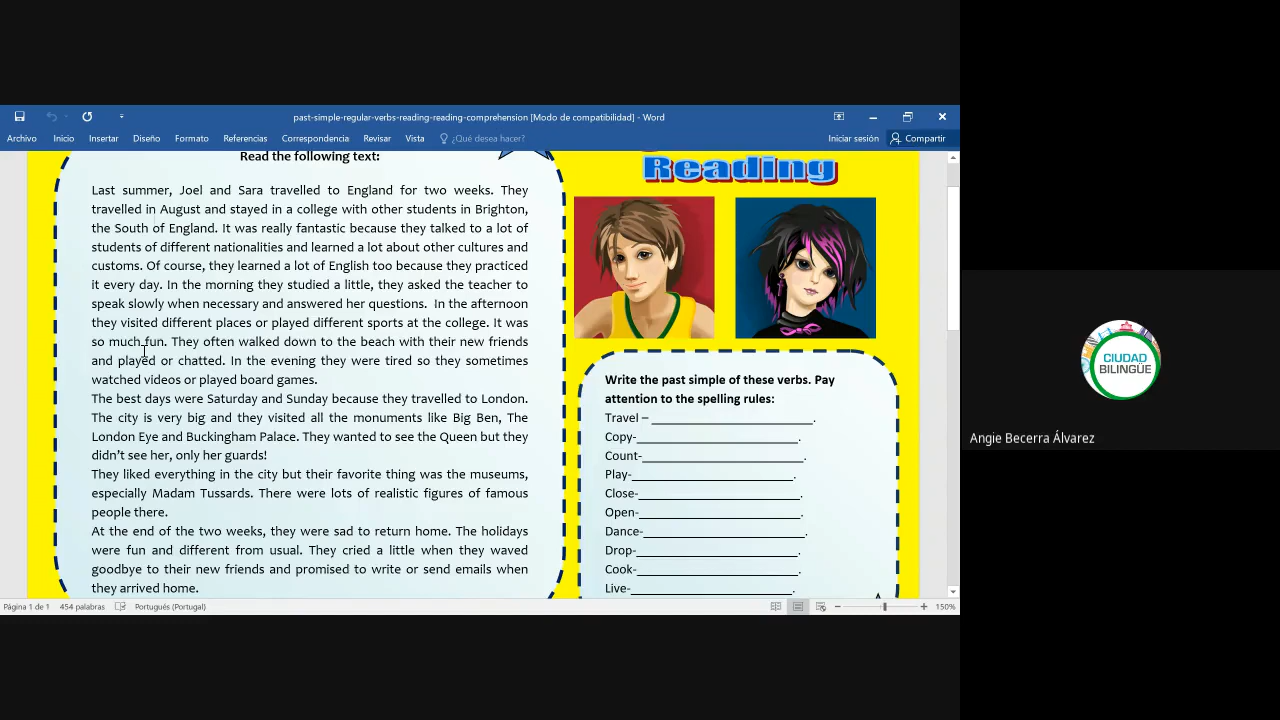 past-simple-regular-verbs-reading-reading-comprehension [Modo de compatibilidad] - Word
Archivo Inicio Insertar Diseño Formato Referencias Correspondencia Revisar Vista ¿Qué desea hacer? Iniciar sesión Compartir
Read the following text:
Last summer, Joel and Sara travelled to England for two weeks. They
travelled in August and stayed in a college with other students in Brighton,
the South of England. It was really fantastic because they talked to a lot of
students of different nationalities and learned a lot about other cultures and
customs. Of course, they learned a lot of English too because they practiced
it every day. In the morning they studied a little, they asked the teacher to
speak slowly when necessary and answered her questions. In the afternoon
they visited different places or played different sports at the college. It was
so much fun. They often walked down to the beach with their new friends
and played or chatted. In the evening they were tired so they sometimes
watched videos or played board games.
The best days were Saturday and Sunday because they travelled to London.
The city is very big and they visited all the monuments like Big Ben, The
London Eye and Buckingham Palace. They wanted to see the Queen but they
didn't see her, only her guards!
They liked everything in the city but their favorite thing was the museums,
especially Madam Tussards. There were lots of realistic figures of famous
people there.
At the end of the two weeks, they were sad to return home. The holidays
were fun and different from usual. They cried a little when they waved
goodbye to their new friends and promised to write or send emails when
they arrived home.
Reading
Write the past simple of these verbs. Pay
attention to the spelling rules:
Travel – ______________________.
Copy-______________________.
Count-______________________.
Play-______________________.
Close-______________________.
Open-______________________.
Dance-______________________.
Drop-______________________.
Cook-______________________.
Live-______________________.
Página 1 de 1 454 palabras Portugués (Portugal) 150%
CIUDAD
BILINGÜE
Angie Becerra Álvarez